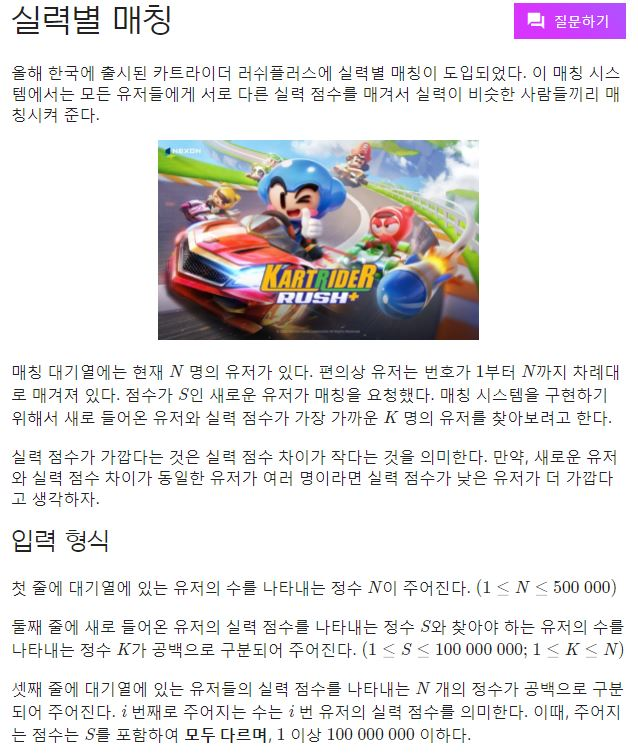 실력별 매칭
질문하기
올해 한국에 출시된 카트라이더 러쉬플러스에 실력별 매칭이 도입되었다. 이 매칭 시스
템에서는 모든 유저들에게 서로 다른 실력 점수를 매겨서 실력이 비슷한 사람들끼리 매
칭시켜 준다.
NEXON
KARTRIDER
RUSH+
매칭 대기열에는 현재 N 명의 유저가 있다. 편의상 유저는 번호가 1부터 N까지 차례대
로 매겨져 있다. 점수가 S인 새로운 유저가 매칭을 요청했다. 매칭 시스템을 구현하기
위해서 새로 들어온 유저와 실력 점수가 가장 가까운 K 명의 유저를 찾아보려고 한다.
실력 점수가 가깝다는 것은 실력 점수 차이가 작다는 것을 의미한다. 만약, 새로운 유저
와 실력 점수 차이가 동일한 유저가 여러 명이라면 실력 점수가 낮은 유저가 더 가깝다
고 생각하자.
입력 형식
첫 줄에 대기열에 있는 유저의 수를 나타내는 정수 N이 주어진다. (1 ≤ N ≤ 500 000)
둘째 줄에 새로 들어온 유저의 실력 점수를 나타내는 정수 S와 찾아야 하는 유저의 수를
나타내는 정수 K가 공백으로 구분되어 주어진다. (1 ≤ S ≤ 100 000 000; 1 ≤ K ≤ N)
셋째 줄에 대기열에 있는 유저들의 실력 점수를 나타내는 N 개의 정수가 공백으로 구분
되어 주어진다. i 번째로 주어지는 수는 i 번 유저의 실력 점수를 의미한다. 이때, 주어지
는 점수는 S를 포함하여 모두 다르며, 1 이상 100 000 000 이하다.